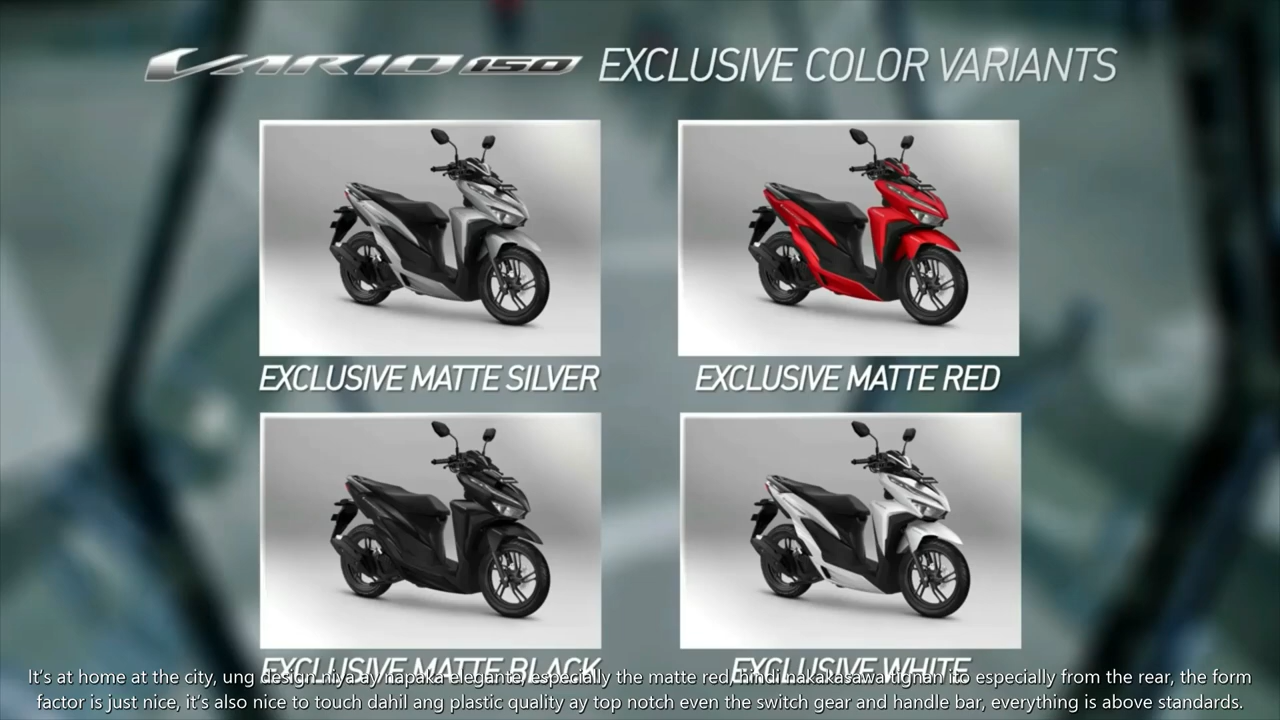 VARIO 150 EXCLUSIVE COLOR VARIANTS
EXCLUSIVE MATTE SILVER
EXCLUSIVE MATTE RED
EXCLUSIVE MATTE BLACK
EXCLUSIVE WHITE
It's at home at the city, ung design niya ay napaka elegante, especially the matte red, hindi nakakasawa tignan ito especially from the rear, the form
factor is just nice, it's also nice to touch dahil ang plastic quality ay top notch even the switch gear and handle bar, everything is above standards.